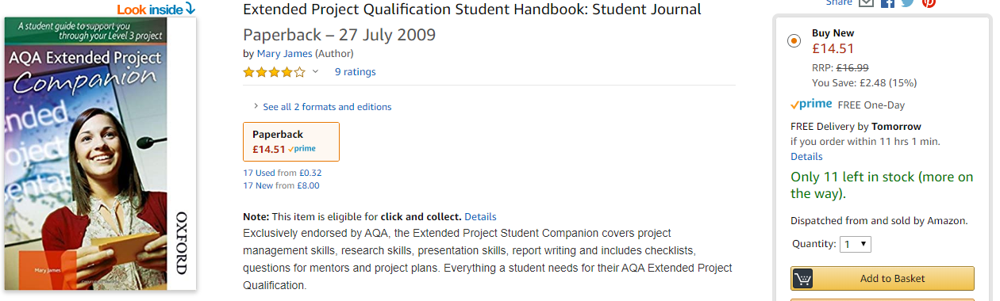 Look inside
A student guide to support you
through your Level 3 project
AQA Extended Project
Companion
nded
oject
sentat
OXFORD
Mary James
Extended Project Qualification Student Handbook: Student Journal
Paperback – 27 July 2009
by Mary James (Author)
9 ratings
See all 2 formats and editions
Paperback
£14.51 prime
17 Used from £0.32
17 New from £8.00
Note: This item is eligible for click and collect. Details
Exclusively endorsed by AQA, the Extended Project Student Companion covers project
management skills, research skills, presentation skills, report writing and includes checklists,
questions for mentors and project plans. Everything a student needs for their AQA Extended Project
Qualification.
Share
Buy New
£14.51
RRP: £16.99
You Save: £2.48 (15%)
prime FREE One-Day
FREE Delivery by Tomorrow
if you order within 11 hrs 1 min.
Details
Only 11 left in stock (more on
the way).
Dispatched from and sold by Amazon.
Quantity: 1
Add to Basket